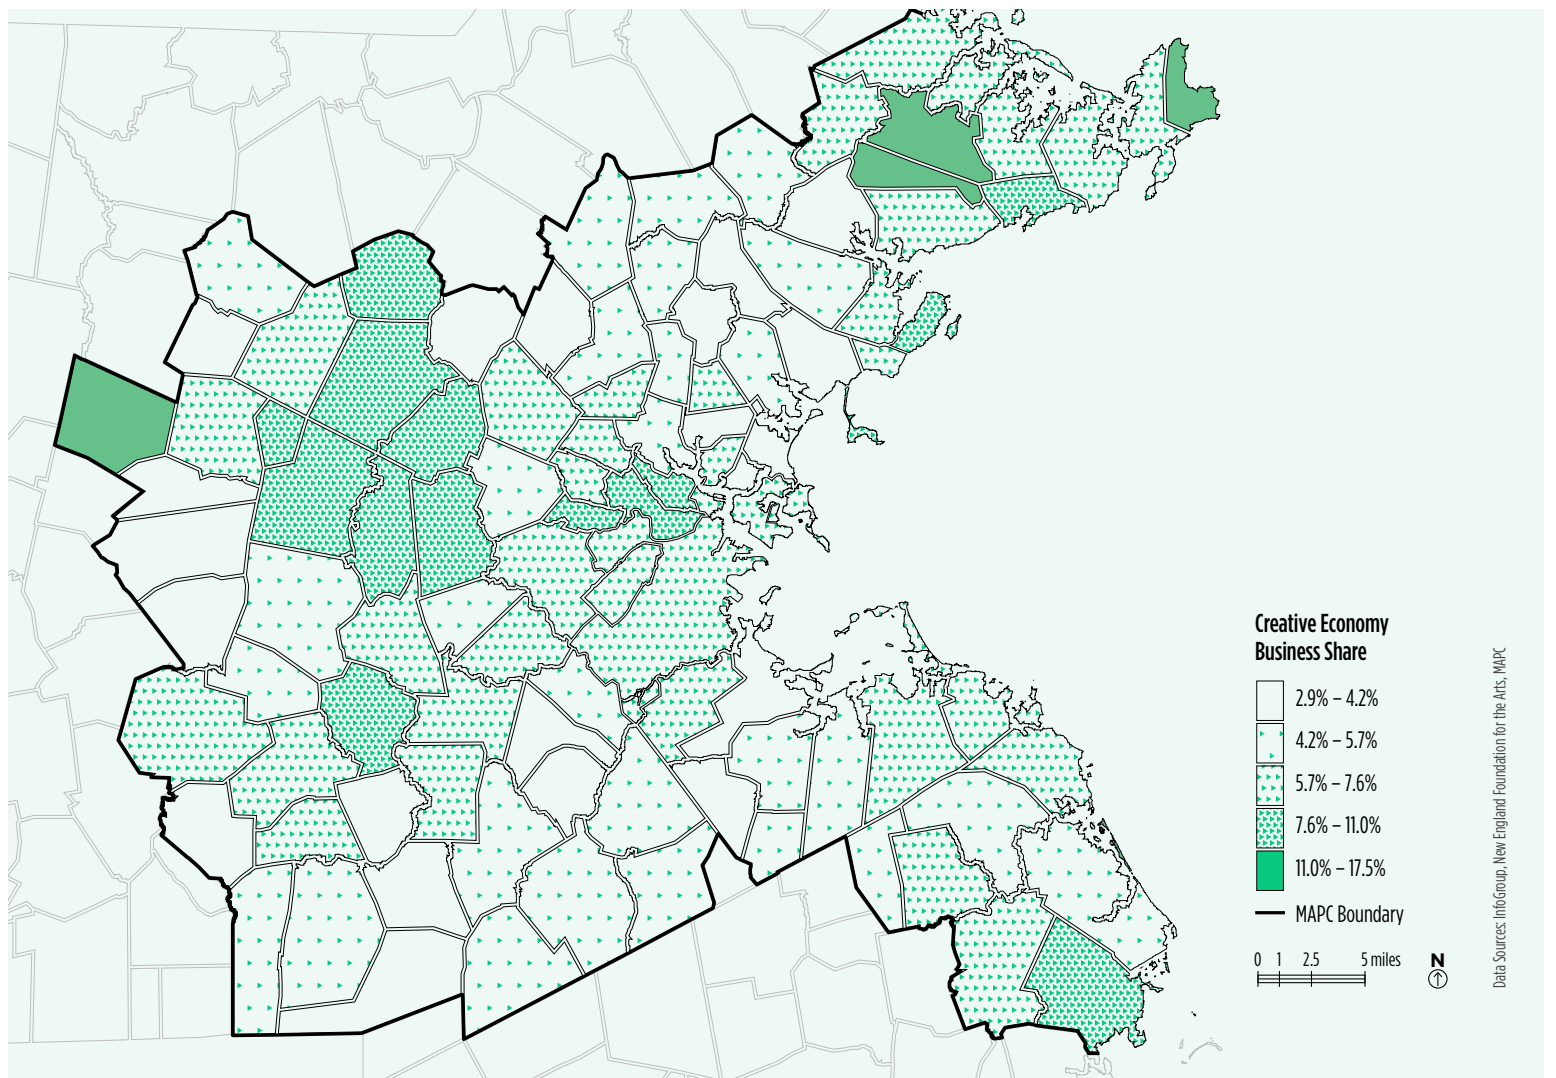 Creative Economy
Business Share
2.9% – 4.2%
4.2% – 5.7%
5.7% – 7.6%
7.6% – 11.0%
11.0% – 17.5%
MAPC Boundary
0 1 2.5 5 miles
N
Data Sources: InfoGroup, New England Foundation for the Arts, MAPC